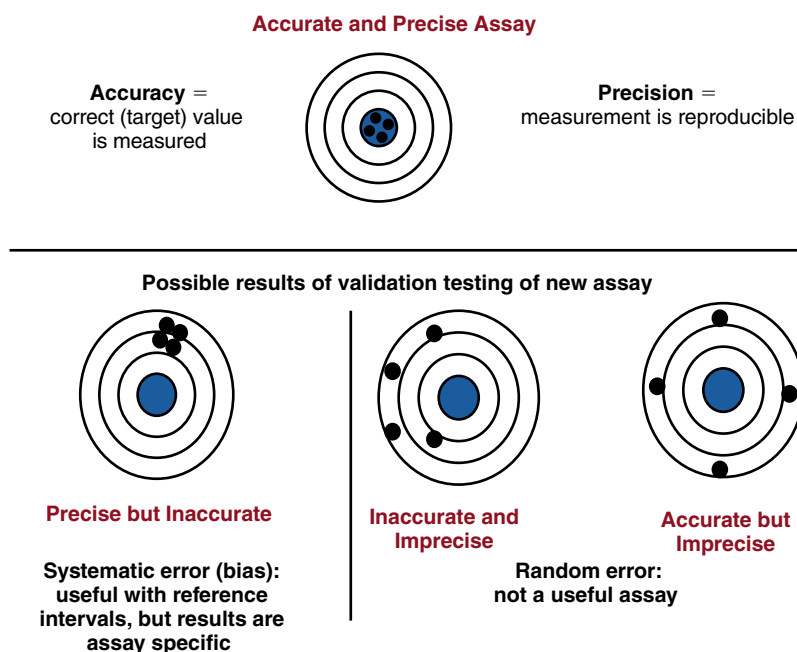 Accurate and Precise Assay
Accuracy =
correct (target) value
is measured
Precision =
measurement is reproducible
Possible results of validation testing of new assay
Precise but Inaccurate
Systematic error (bias):
useful with reference
intervals, but results are
assay specific
Inaccurate and
Imprecise
Accurate but
Imprecise
Random error:
not a useful assay